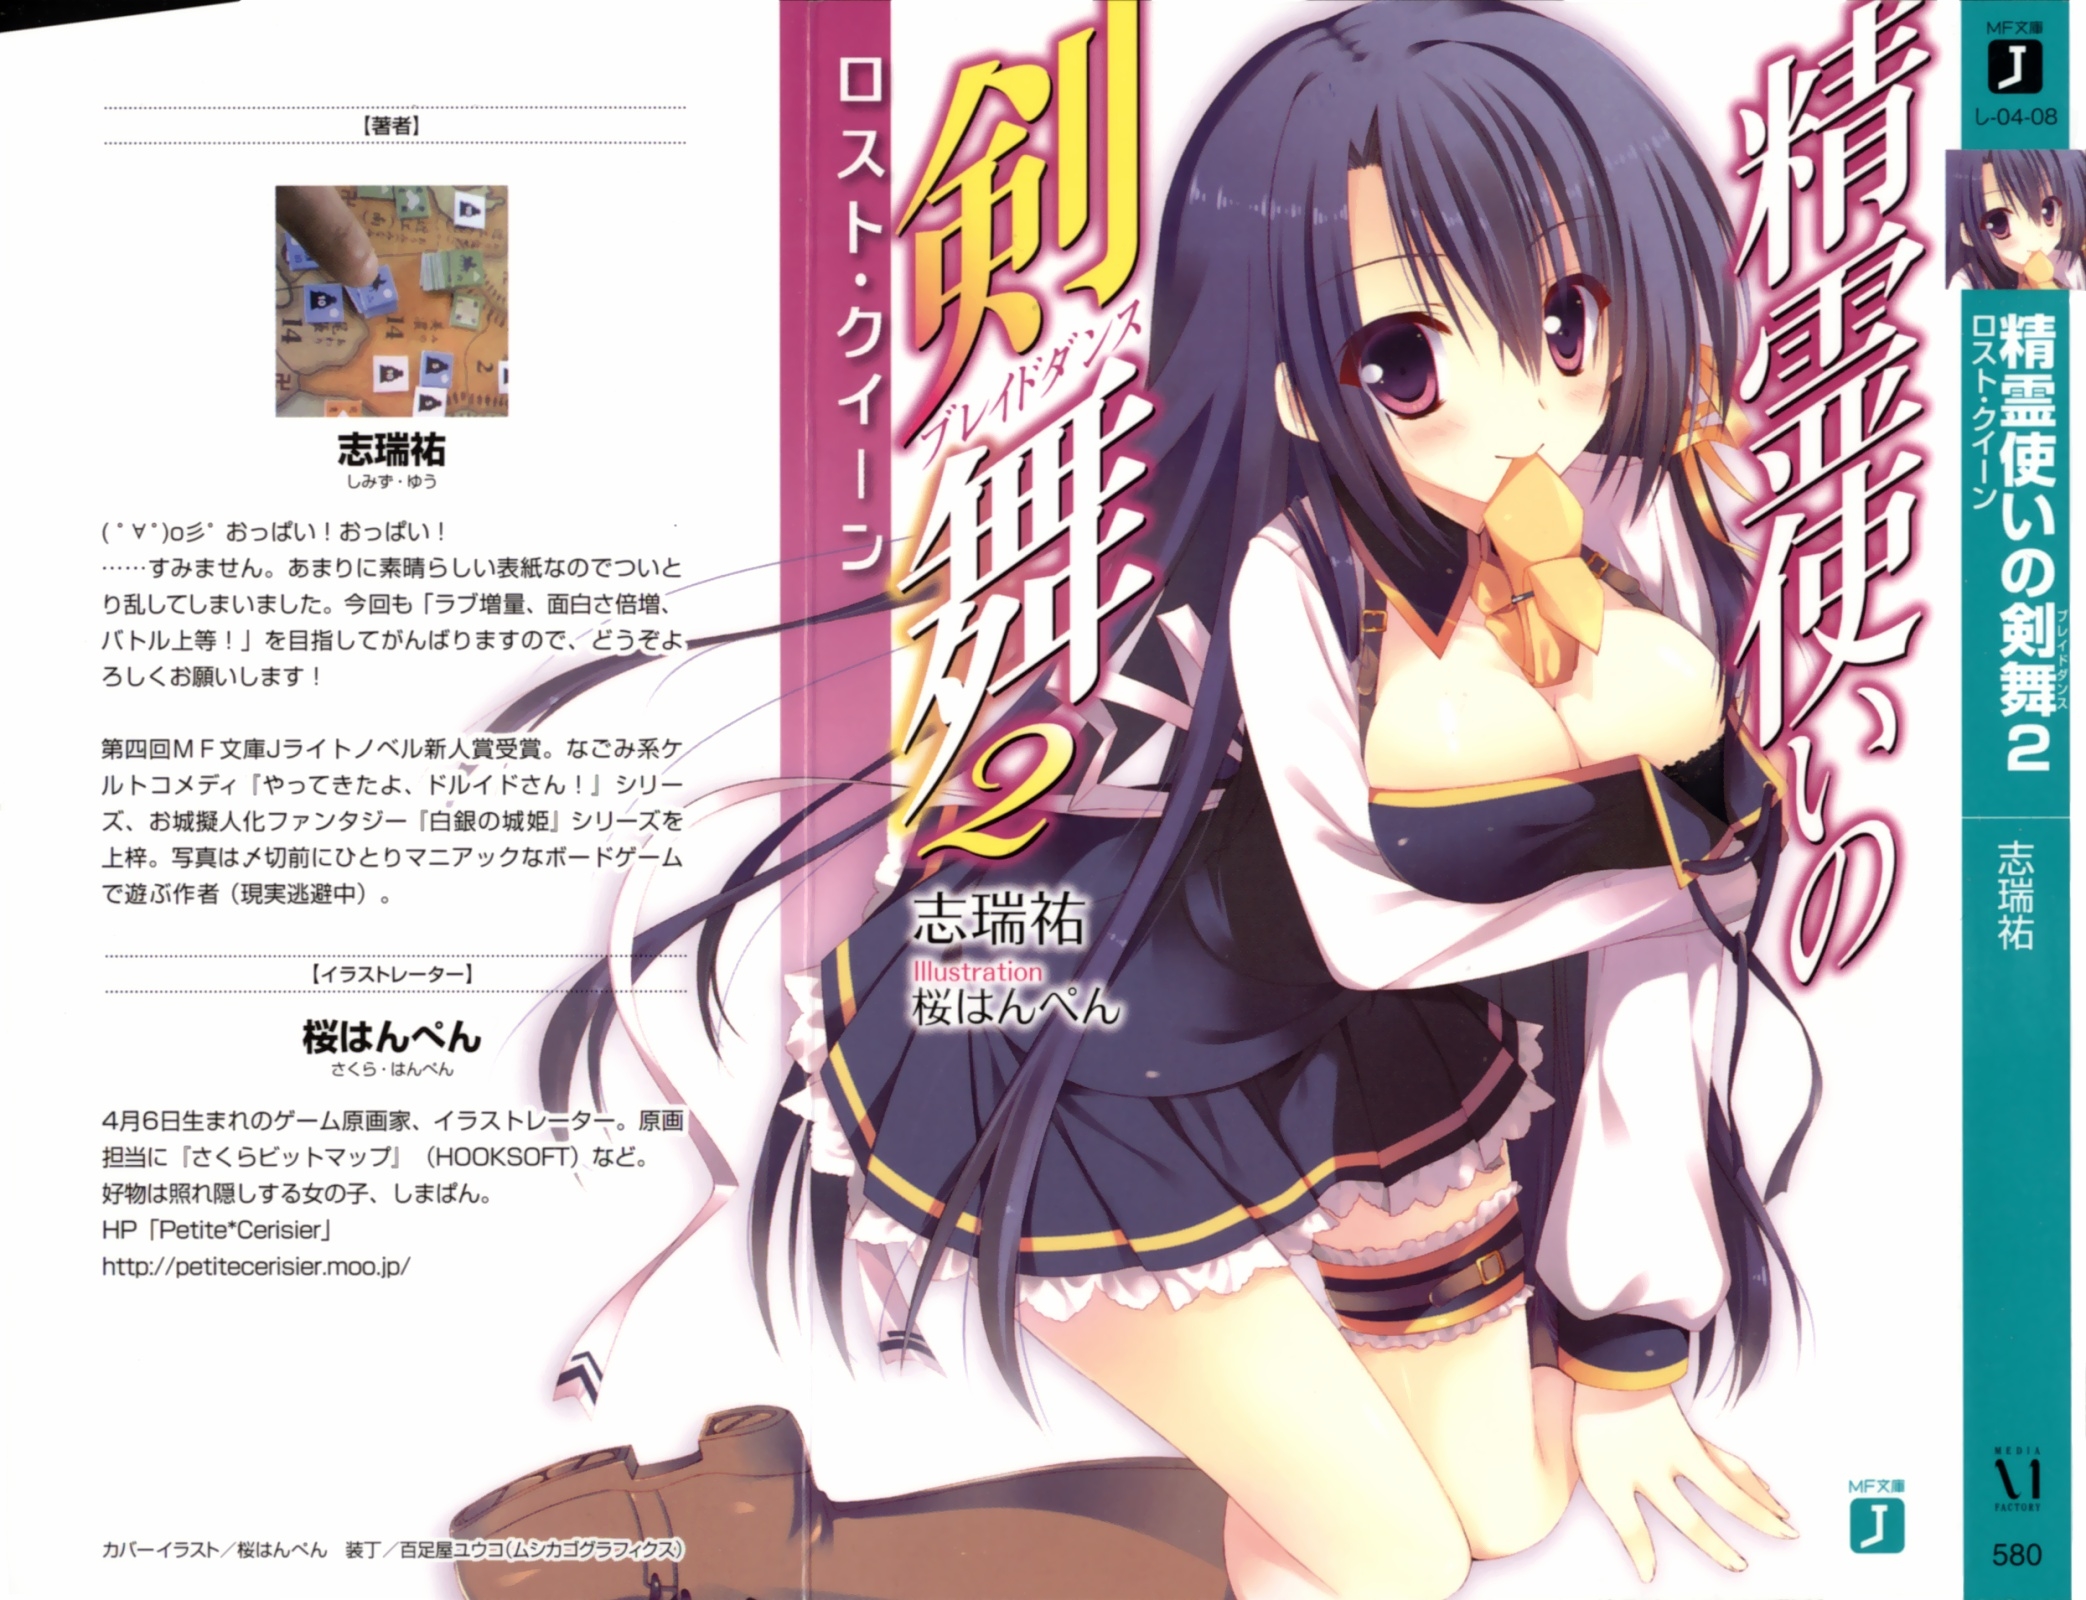 【著者】
志瑞祐
しみず・ゆう
( ﾟ∀ﾟ)o彡ﾟ おっぱい！おっぱい！
……すみません。あまりに素晴らしい表紙なのでついと
り乱してしまいました。今回も「ラブ増量、面白さ倍増、
バトル上等！」を目指してがんばりますので、どうぞよ
ろしくお願いします！
第四回ＭＦ文庫Jライトノベル新人賞受賞。なごみ系ケ
ルトコメディ『やってきたよ、ドルイドさん！』シリー
ズ、お城擬人化ファンタジー『白銀の城姫』シリーズを
上梓。写真は〆切前にひとりマニアックなボードゲーム
で遊ぶ作者（現実逃避中）。
【イラストレーター】
桜はんぺん
さくら・はんぺん
4月6日生まれのゲーム原画家、イラストレーター。原画
担当に『さくらビットマップ』（HOOKSOFT）など。
好物は照れ隠しする女の子、しまぱん。
HP「Petite*Cerisier」
http://petitecerisier.moo.jp/
カバーイラスト／桜はんぺん　装丁／百足屋ユウコ（ムシカゴグラフィクス）
精霊使いの
剣舞2
ブレイドダンス
ロスト・クイーン
志瑞祐
Illustration
桜はんぺん
MF文庫
J
MF文庫
J
し-04-08
精霊使いの剣舞2
ブレイドダンス
ロスト・クイーン
志瑞祐
MEDIA
FACTORY
580